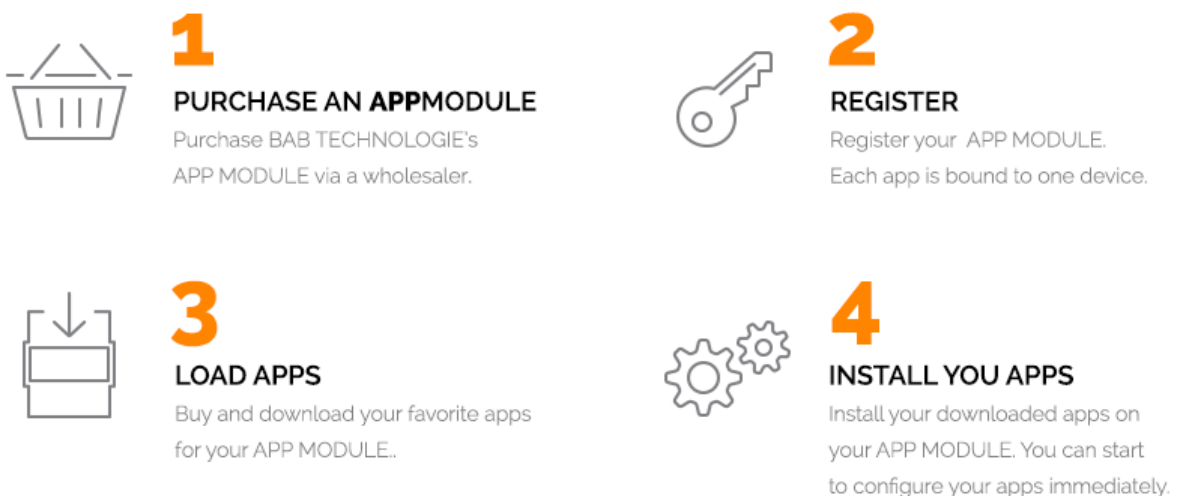 1
PURCHASE AN APPMODULE
Purchase BAB TECHNOLOGIE's
APP MODULE via a wholesaler.
2
REGISTER
Register your APP MODULE.
Each app is bound to one device.
3
LOAD APPS
Buy and download your favorite apps
for your APP MODULE..
4
INSTALL YOU APPS
Install your downloaded apps on
your APP MODULE. You can start
to configure your apps immediately.